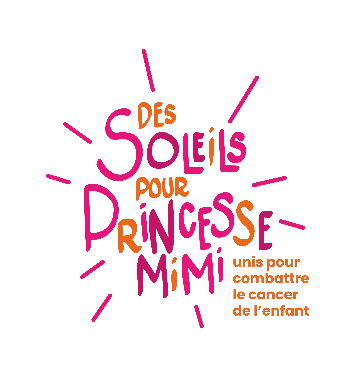 DES
SOLEiLS
POUR
PRiNCESSE
MiMi
unis pour
combattre
le cancer
de l'enfant